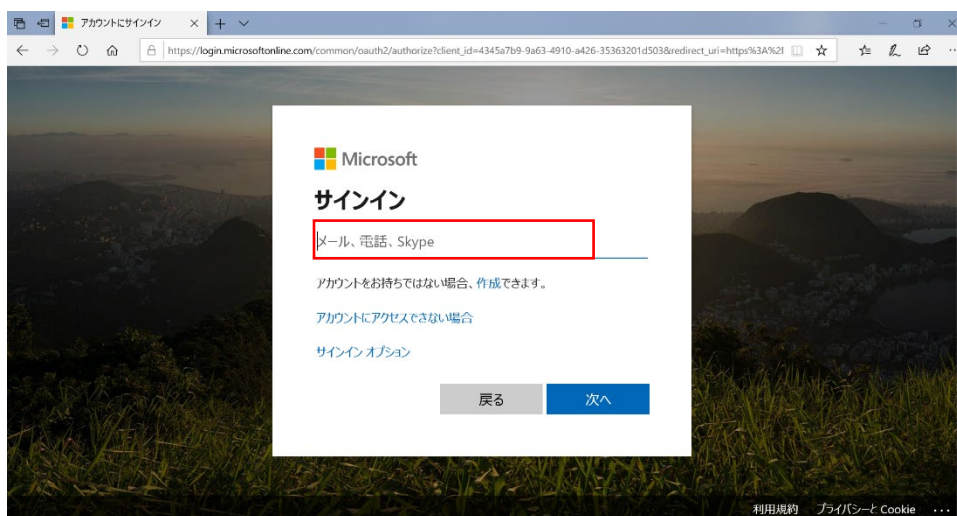 アカウントにサインイン
https://login.microsoftonline.com/common/oauth2/authorize?client_id=4345a7b9-9a63-4910-a426-35363201d503&redirect_uri=https%3A%2
Microsoft
サインイン
メール、電話、Skype
アカウントをお持ちではない場合、作成できます。
アカウントにアクセスできない場合
サインイン オプション
戻る 次へ
利用規約 プライバシーと Cookie ...